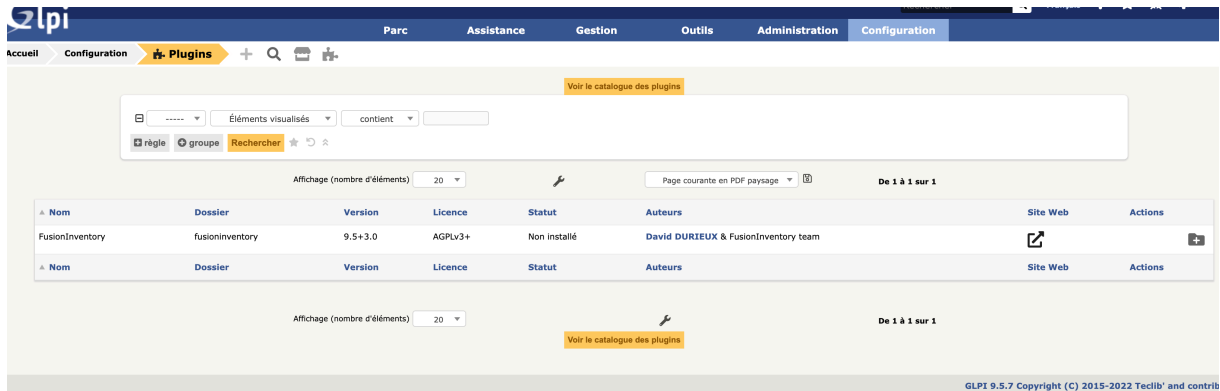 Glpi
Parc Assistance Gestion Outils Administration Configuration
Accueil Configuration Plugins
Voir le catalogue des plugins
----- Éléments visualisés contient
règle groupe Rechercher
Affichage (nombre d'éléments) 20 Page courante en PDF paysage De 1 à 1 sur 1
Nom Dossier Version Licence Statut Auteurs Site Web Actions
FusionInventory fusioninventory 9.5+3.0 AGPLv3+ Non installé David DURIEUX & FusionInventory team
Nom Dossier Version Licence Statut Auteurs Site Web Actions
Affichage (nombre d'éléments) 20 De 1 à 1 sur 1
Voir le catalogue des plugins
GLPI 9.5.7 Copyright (C) 2015-2022 Teclib' and contrib